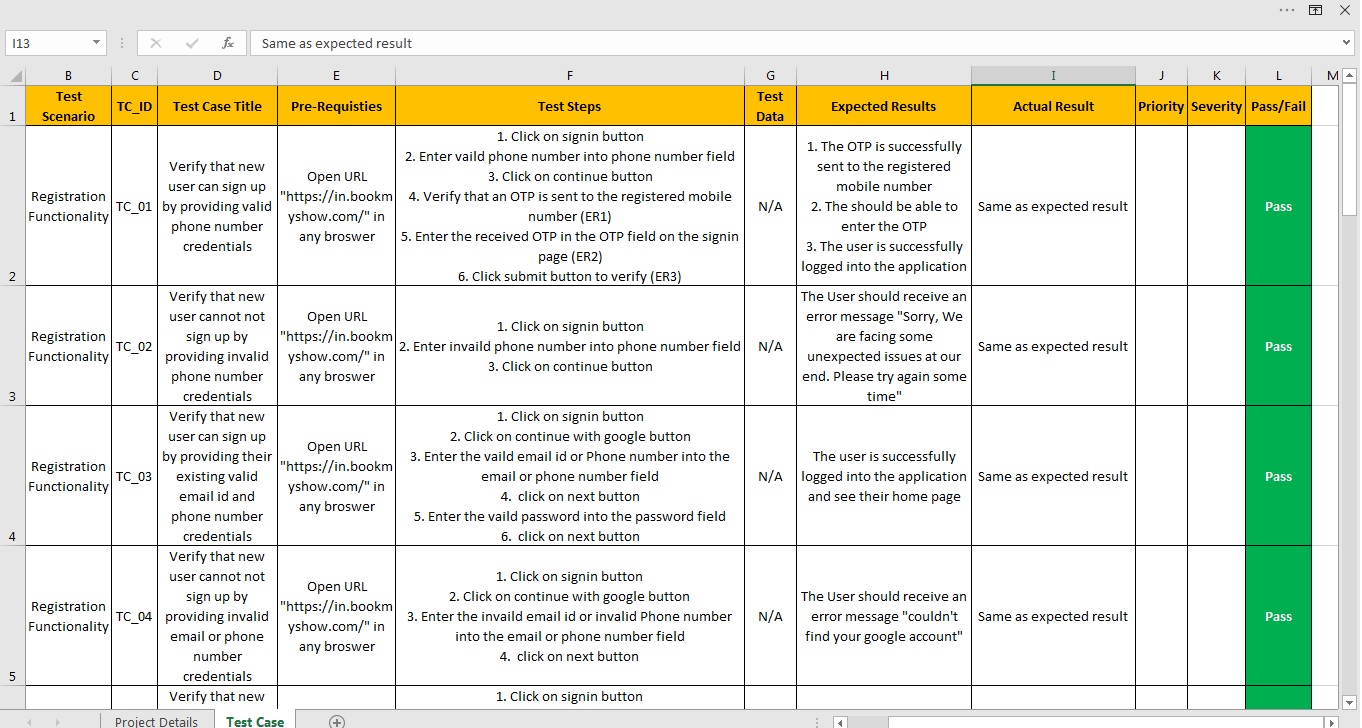 I13
fx
Same as expected result
B C D E F G H I J K L M
1
Test
Scenario
TC_ID
Test Case Title
Pre-Requisties
Test Steps
Test
Data
Expected Results
Actual Result
Priority
Severity
Pass/Fail
2
Registration
Functionality
TC_01
Verify that new
user can sign up
by providing valid
phone number
credentials
Open URL
"https://in.bookm
yshow.com/" in
any broswer
1. Click on signin button
2. Enter vaild phone number into phone number field
3. Click on continue button
4. Verify that an OTP is sent to the registered mobile
number (ER1)
5. Enter the received OTP in the OTP field on the signin
page (ER2)
6. Click submit button to verify (ER3)
N/A
1. The OTP is successfully
sent to the registered
mobile number
2. The should be able to
enter the OTP
3. The user is successfully
logged into the application
Same as expected result
Pass
3
Registration
Functionality
TC_02
Verify that new
user cannot not
sign up by
providing invalid
phone number
credentials
Open URL
"https://in.bookm
yshow.com/" in
any broswer
1. Click on signin button
2. Enter invaild phone number into phone number field
3. Click on continue button
N/A
The User should receive an
error message "Sorry, We
are facing some
unexpected issues at our
end. Please try again some
time"
Same as expected result
Pass
4
Registration
Functionality
TC_03
Verify that new
user can sign up
by providing their
existing valid
email id and
phone number
credentials
Open URL
"https://in.bookm
yshow.com/" in
any broswer
1. Click on signin button
2. Click on continue with google button
3. Enter the vaild email id or Phone number into the
email or phone number field
4.  click on next button
5. Enter the vaild password into the password field
6.  click on next button
N/A
The user is successfully
logged into the application
and see their home page
Same as expected result
Pass
5
Registration
Functionality
TC_04
Verify that new
user cannot not
sign up by
providing invalid
email or phone
number
credentials
Open URL
"https://in.bookm
yshow.com/" in
any broswer
1. Click on signin button
2. Click on continue with google button
3. Enter the invaild email id or invalid Phone number
into the email or phone number field
4.  click on next button
N/A
The User should receive an
error message "couldn't
find your google account"
Same as expected result
Pass
Verify that new
1. Click on signin button
Project Details
Test Case